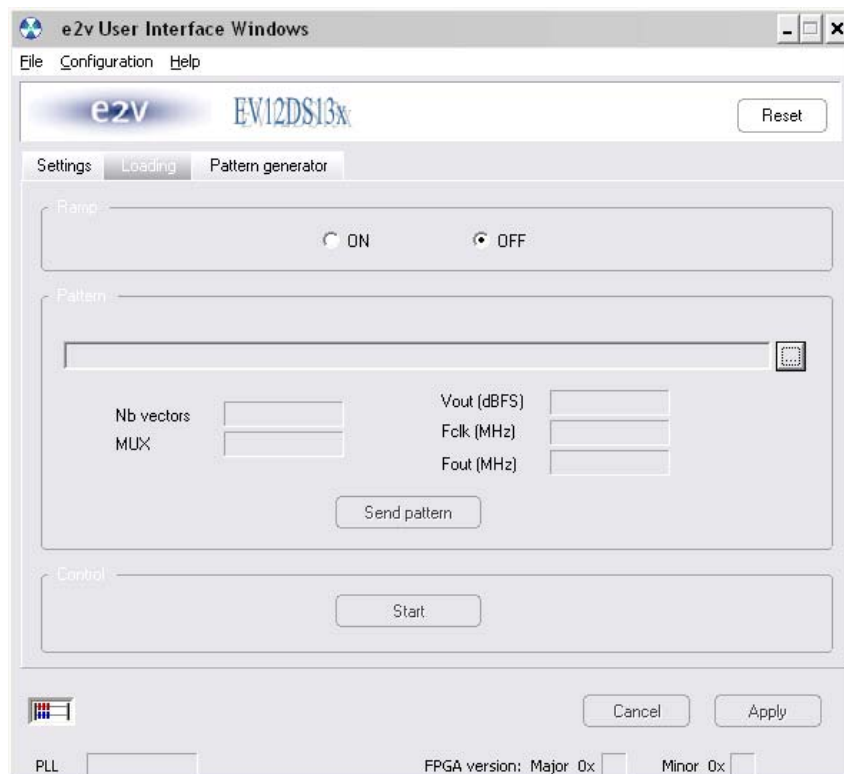 e2v User Interface Windows
File Configuration Help
e2v EV12DS13x Reset
Settings Loading Pattern generator
Ramp
ON OFF
Pattern
...
Nb vectors
MUX
Vout (dBFS)
Fclk (MHz)
Fout (MHz)
Send pattern
Control
Start
Cancel Apply
PLL FPGA version: Major 0x Minor 0x